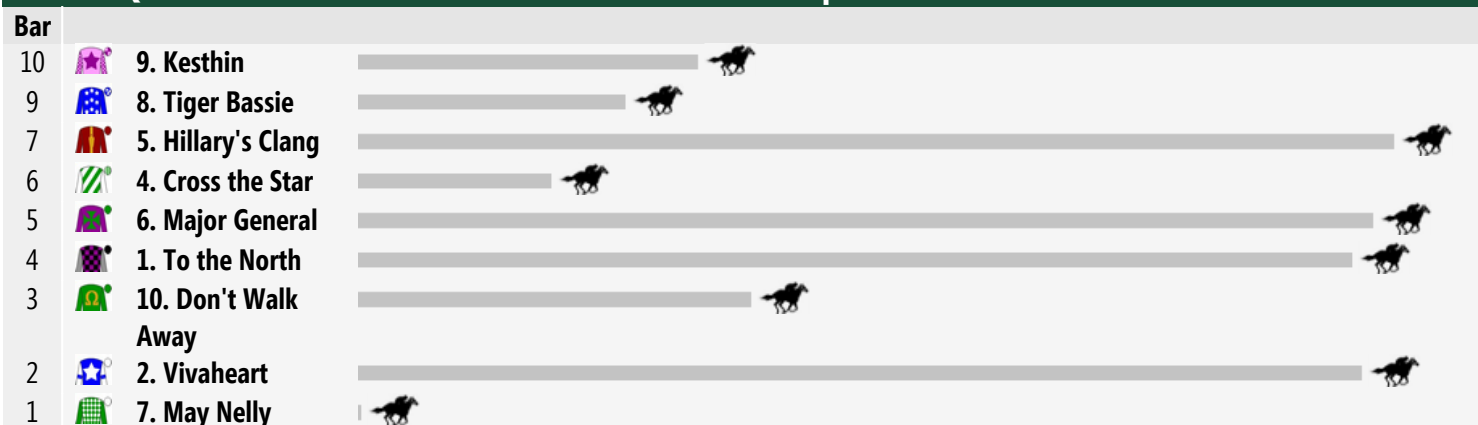 Bar
10 9. Kesthin
9 8. Tiger Bassie
7 5. Hillary's Clang
6 4. Cross the Star
5 6. Major General
4 1. To the North
3 10. Don't Walk
Away
2 2. Vivaheart
1 7. May Nelly